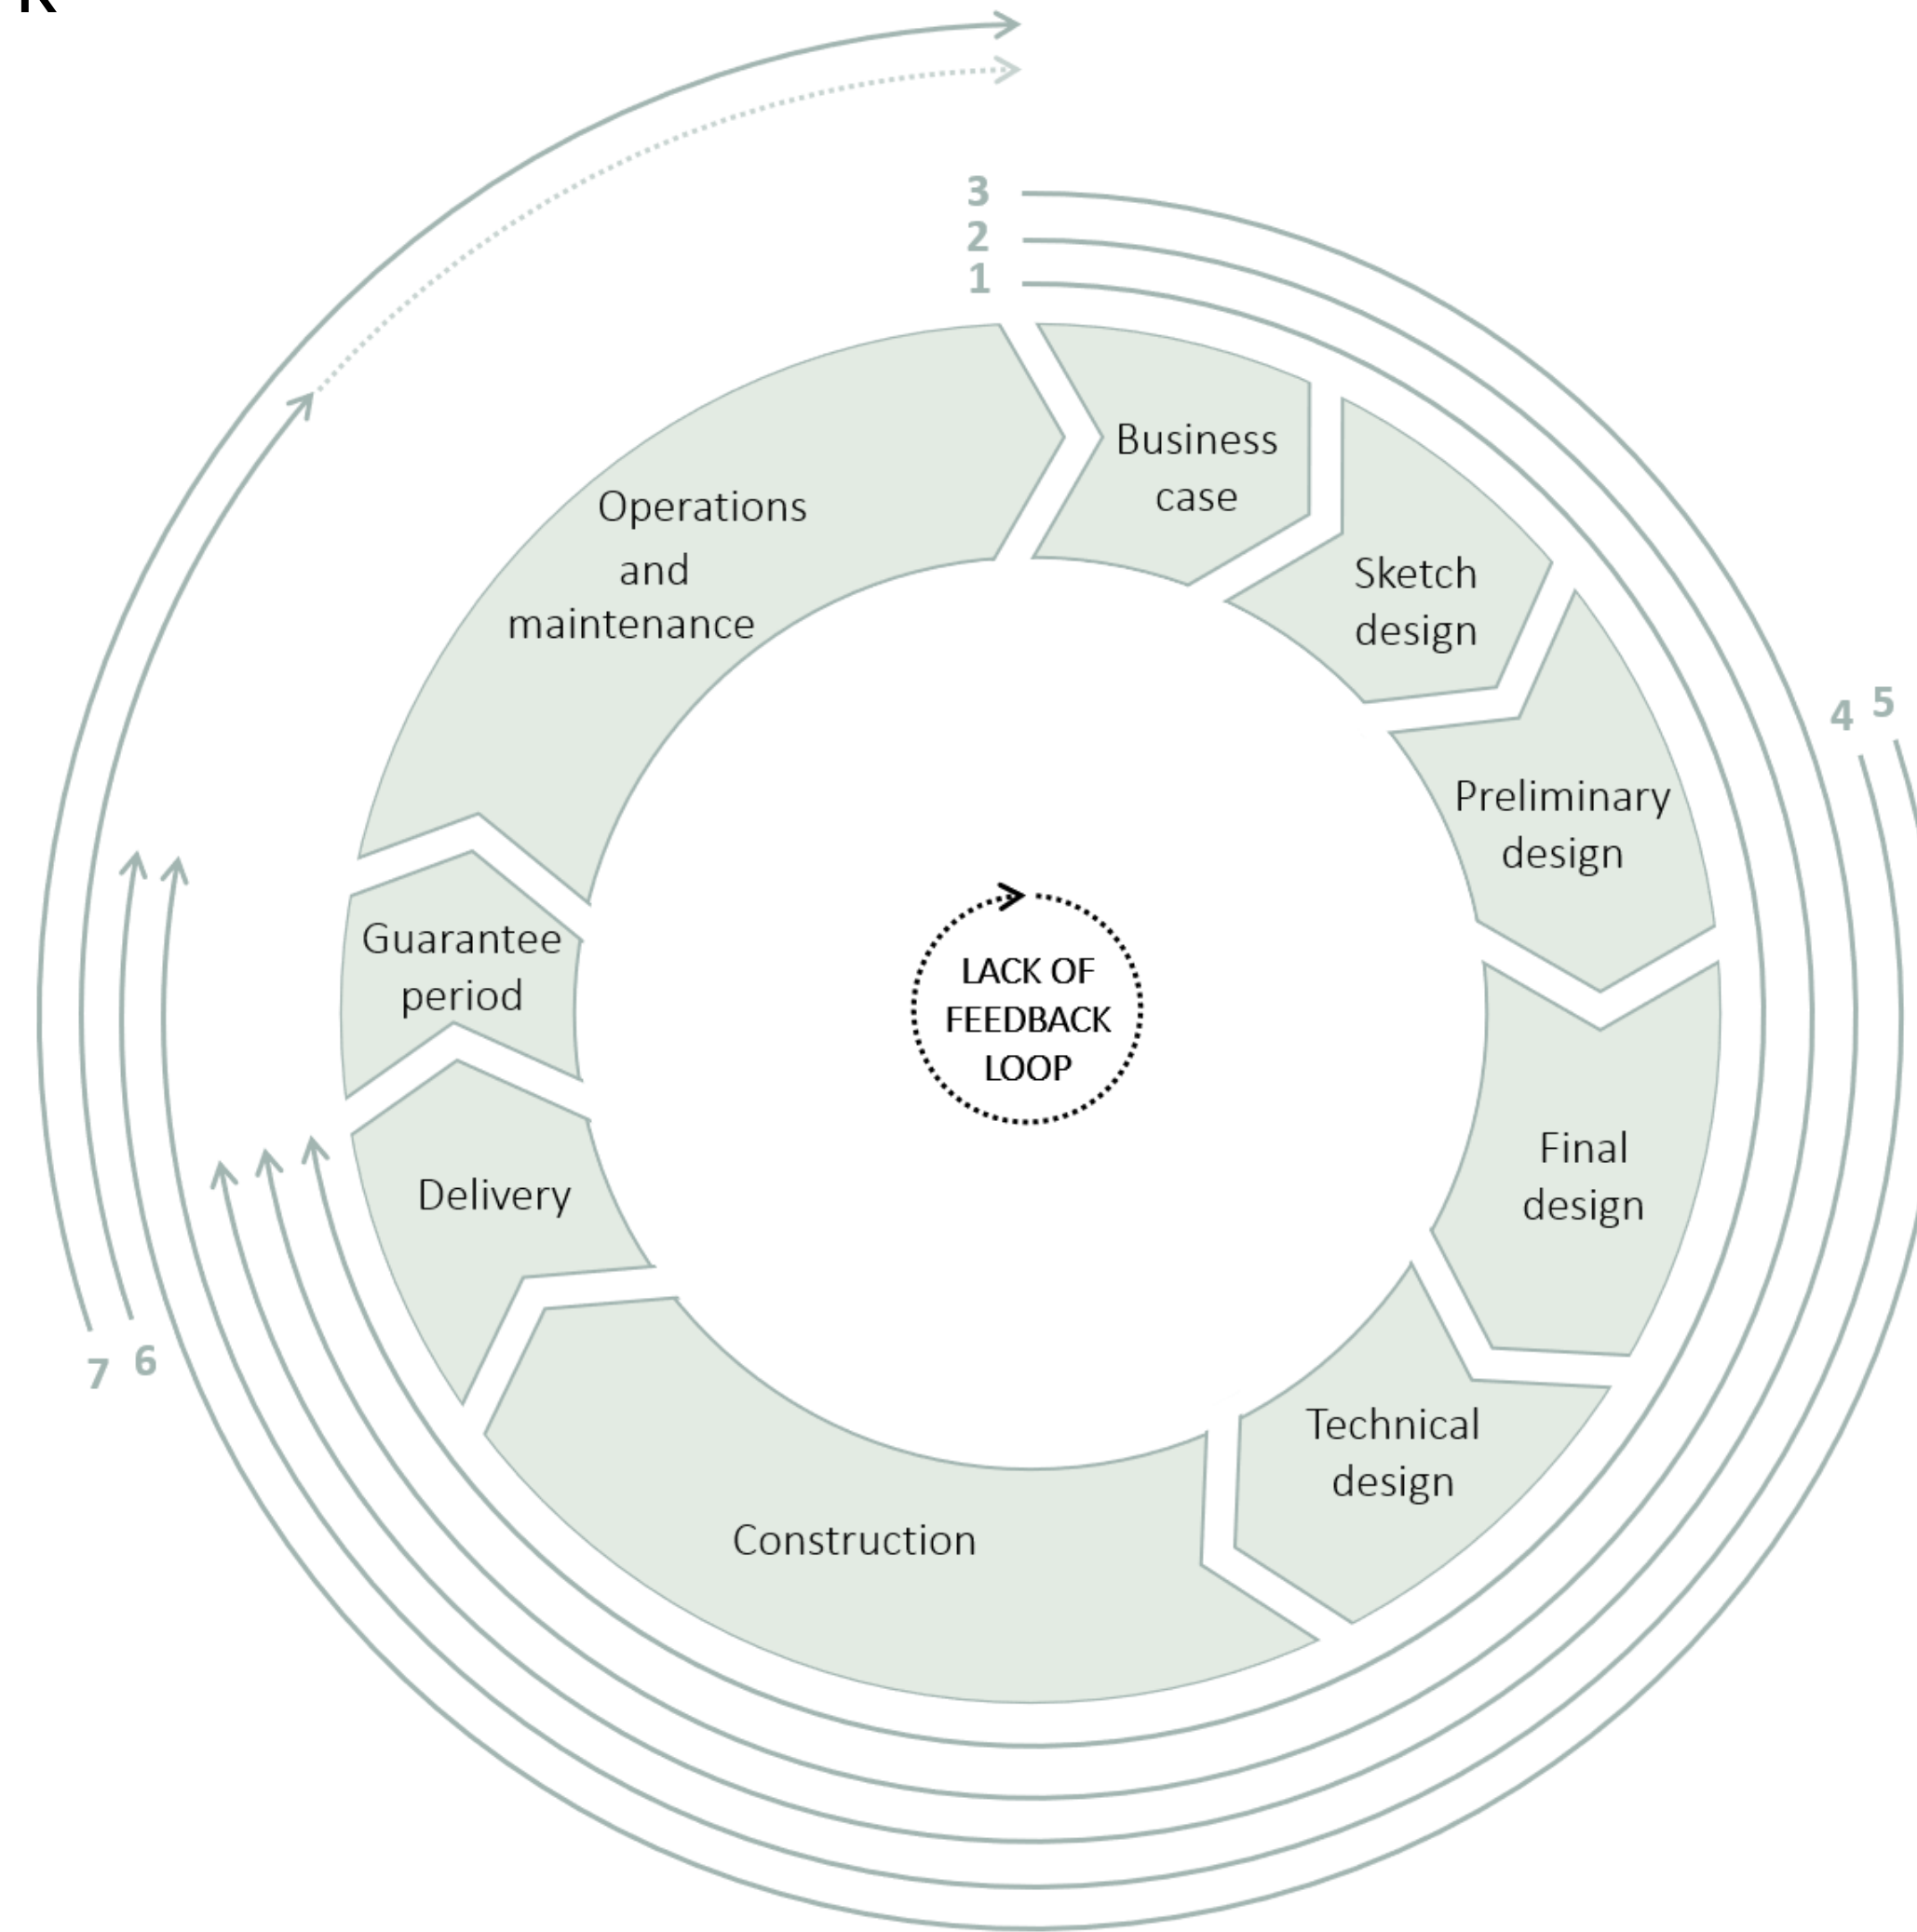 3
2
1
Business
case
Operations
and
maintenance
Sketch
design
4 5
Preliminary
design
Guarantee
period
LACK OF
FEEDBACK
LOOP
Final
design
Delivery
7 6
Technical
design
Construction